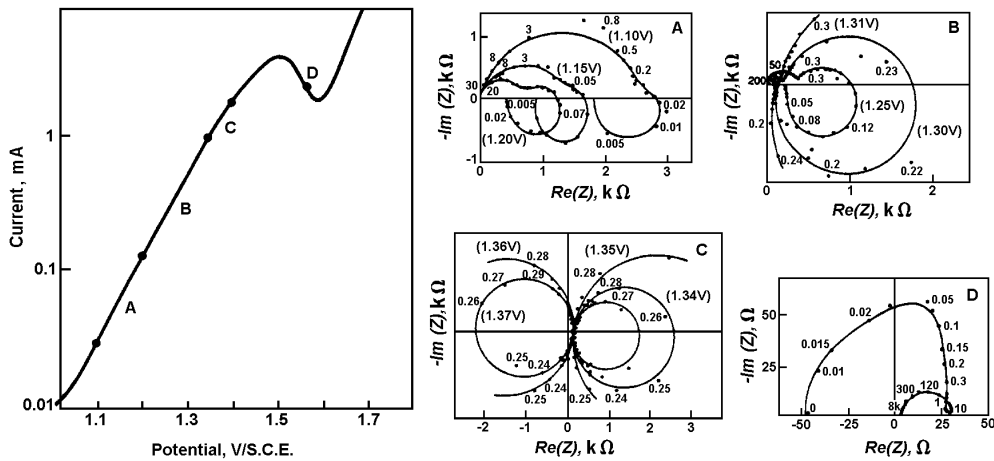 Current, mA
1
0.1
0.01
A
B
C
D
1.1
1.3
1.5
1.7
Potential, V/S.C.E.
A
-Im (Z), k Ω
1
0
-1
0
1
2
3
Re(Z), k Ω
0.8
(1.10V)
3
0.5
8
8
3
(1.15V)
0.05
0.2
30
20
0.005
0.02
0.07
0.02
0.01
(1.20V)
0.005
B
-Im (Z), k Ω
0.3
(1.31V)
50
0.3
0.23
200
0.3
0.05
(1.25V)
0.2
0.08
0.12
(1.30V)
0.24
0.2
0.22
0
1
2
Re(Z), k Ω
C
-Im (Z), k Ω
(1.36V)
0.28
(1.35V)
0.27
0.29
0.28
0.28
0.26
0.27
(1.34V)
(1.37V)
0.26
0.25
0.24
0.24
0.25
0.25
0.24
-2
-1
0
1
2
3
Re(Z), k Ω
D
-Im (Z), Ω
50
25
0.02
0.05
0.1
0.015
0.15
0.01
0.2
0.3
300
120
8k
1
10
0
-50
-25
0
25
50
Re(Z), Ω